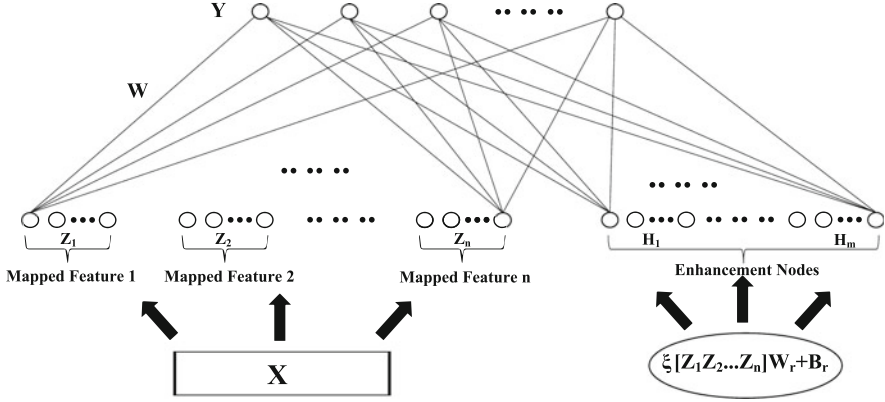 Y
W
Z₁ Z₂ Zₙ H₁ Hₘ
Mapped Feature 1 Mapped Feature 2 Mapped Feature n Enhancement Nodes
X
ξ[Z₁Z₂...Zₙ]Wᵣ+Bᵣ